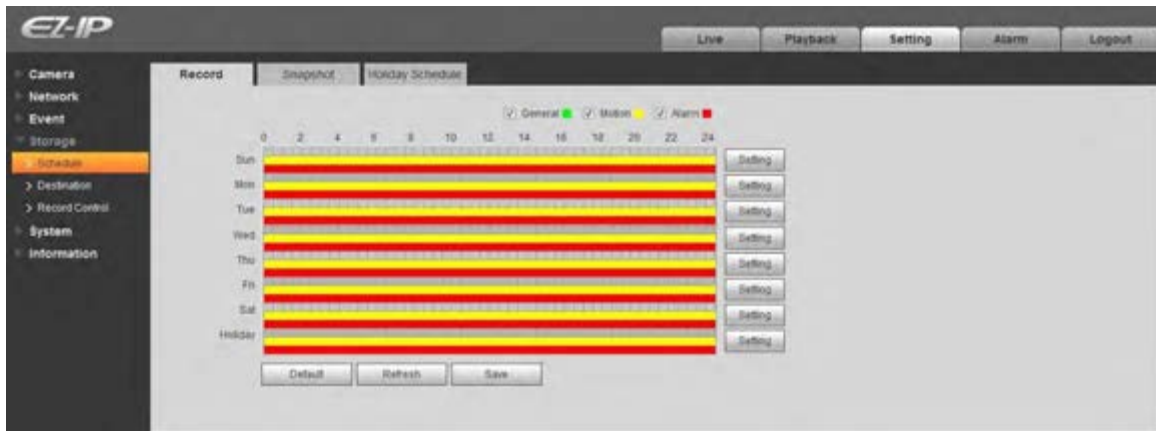 EZ-IP
Live Playback Setting Alarm Logout
Camera
Network
Event
Storage
Schedule
Destination
Record Control
System
Information
Record Snapshot Holiday Schedule
General Motion Alarm
0 2 4 6 8 10 12 14 16 18 20 22 24
Sun Setting
Mon Setting
Tue Setting
Wed Setting
Thu Setting
Fri Setting
Sat Setting
Holiday Setting
Default Refresh Save